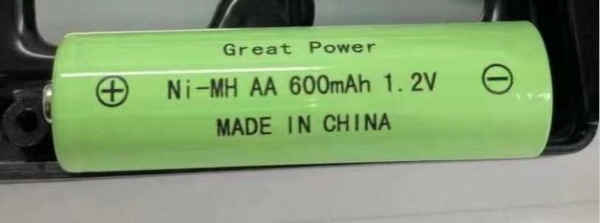 Great Power
⊕ Ni-MH AA 600mAh 1.2V ⊖
MADE IN CHINA